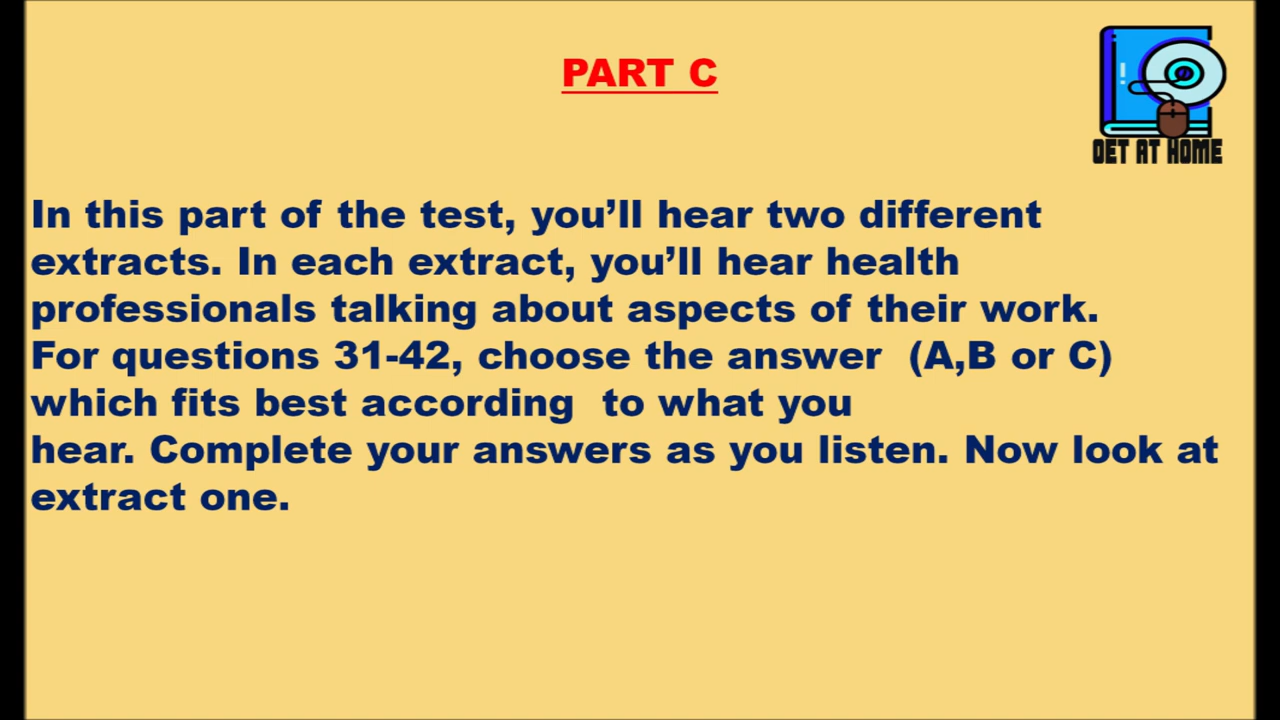 PART C
OET AT HOME
In this part of the test, you’ll hear two different
extracts. In each extract, you’ll hear health
professionals talking about aspects of their work.
For questions 31-42, choose the answer  (A,B or C)
which fits best according  to what you
hear. Complete your answers as you listen. Now look at
extract one.